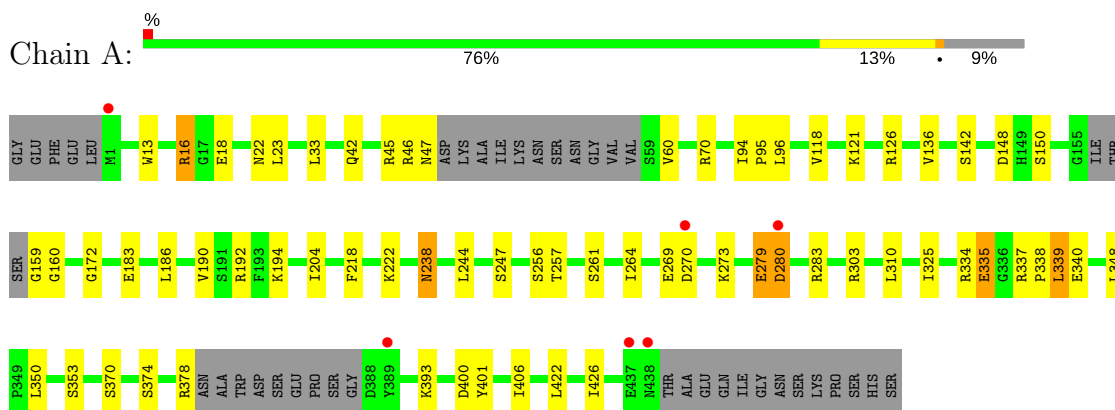 %
Chain A:
76% 13% • 9%
GLY GLU PHE GLU LEU M1 W13 R16 G17 E18 N22 L23 L33 Q42 R45 R46 N47 ASP LYS ALA ILE LYS ASN SER ASN GLY VAL VAL S59 V60 R70 I94 P95 L96 V118 K121 R126 V136 S142 D148 H149 S150 G155 ILE THR
SER G159 G160 G172 E183 L186 V190 S191 R192 F193 K194 I204 F218 K222 N238 L244 S247 S256 T257 S261 I264 E269 D270 K273 E279 D280 R283 R303 L310 I325 R334 E335 G336 R337 P338 L339 E340 L348
P349 L350 S353 S370 S374 R378 ASN ALA TRP ASP SER GLU PRO SER GLY D388 Y389 K393 D400 Y401 I406 L422 I426 E437 N438 THR ALA GLU GLN ILE GLY ASN SER LYS PRO SER HIS SER